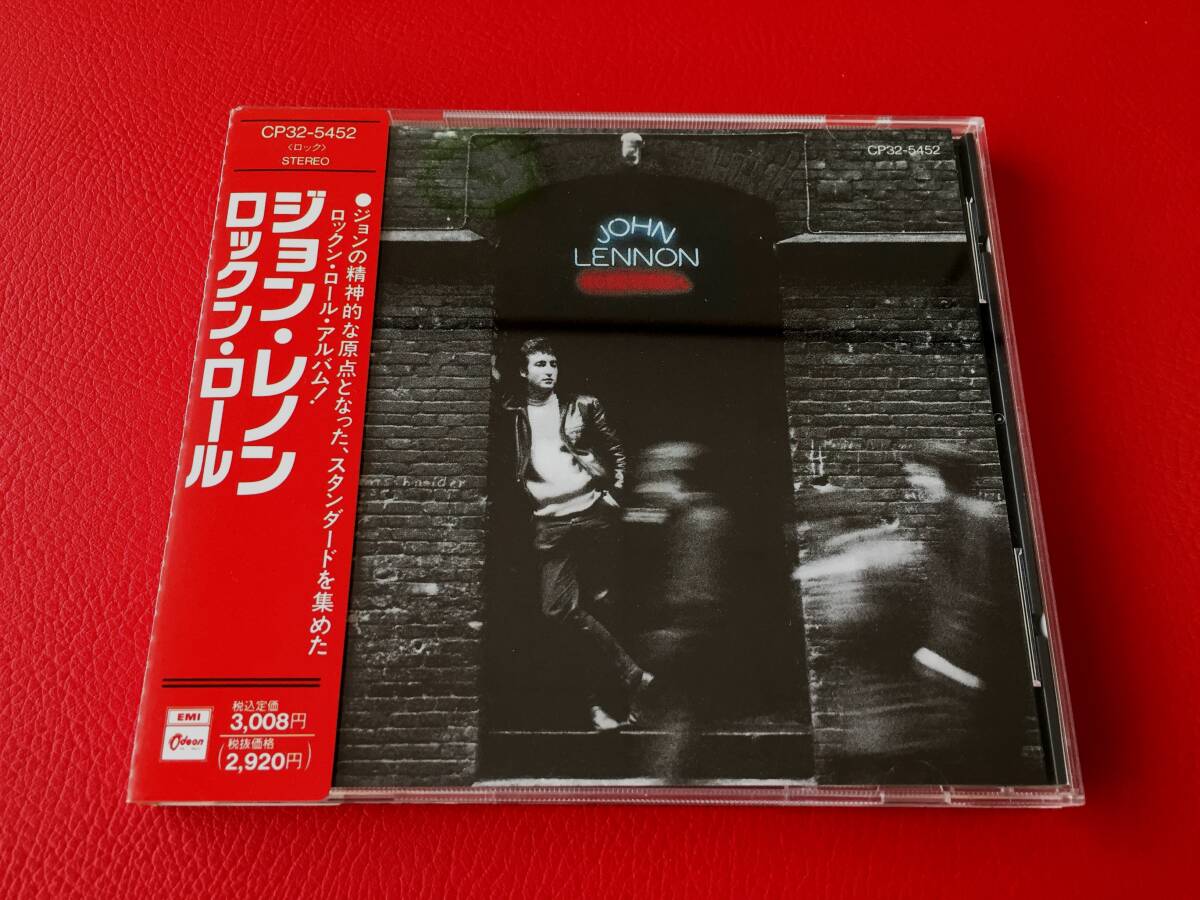 CP32-5452
〈ロック〉
STEREO
●ジョンの精神的な原点となった、スタンダードを集めた
ロックン・ロール・アルバム!
ジョン・レノン
ロックン・ロール
税込定価
3,008円
税抜価格
(2,920円)
EMI
Odeon
CP32-5452
JOHN
LENNON